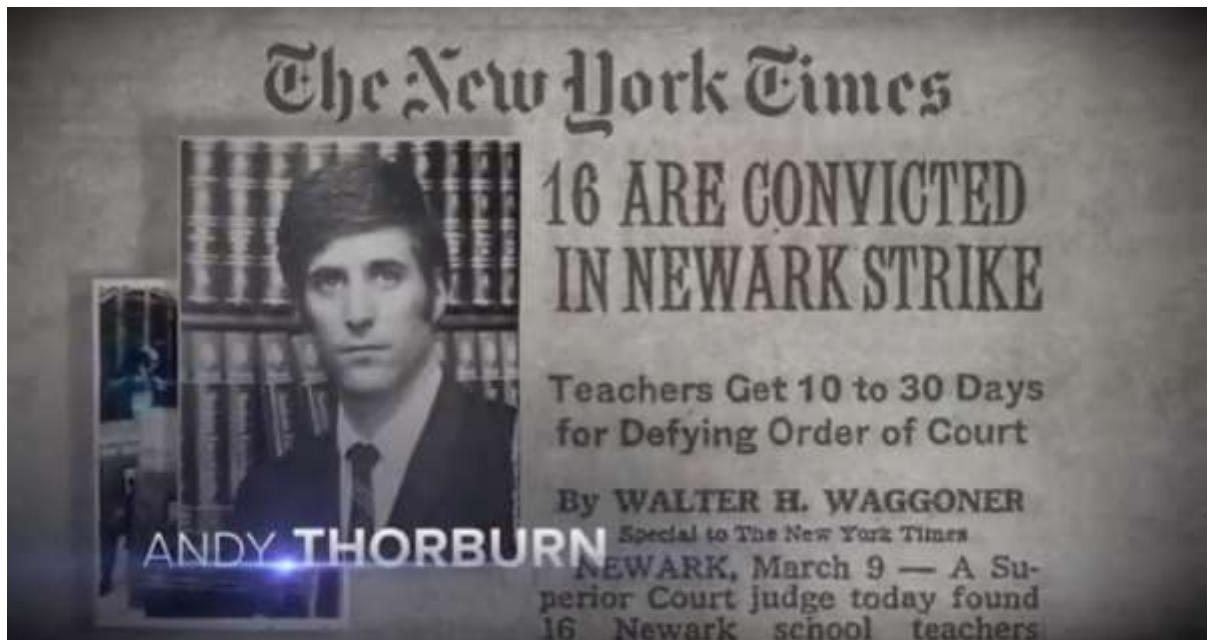 The New York Times
16 ARE CONVICTED
IN NEWARK STRIKE
Teachers Get 10 to 30 Days
for Defying Order of Court
By WALTER H. WAGGONER
Special to The New York Times
NEWARK, March 9 — A Su-
perior Court judge today found
16 Newark school teachers
ANDY THORBURN